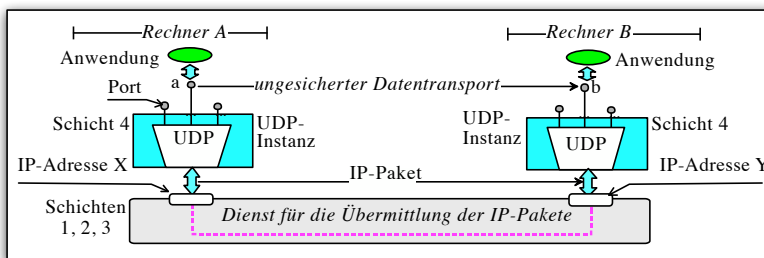 Rechner A
Rechner B
Anwendung
Anwendung
a
ungesicherter Datentransport
b
Port
Schicht 4
UDP
UDP-
Instanz
UDP-
Instanz
UDP
Schicht 4
IP-Adresse X
IP-Paket
IP-Adresse Y
Schichten
1, 2, 3
Dienst für die Übermittlung der IP-Pakete